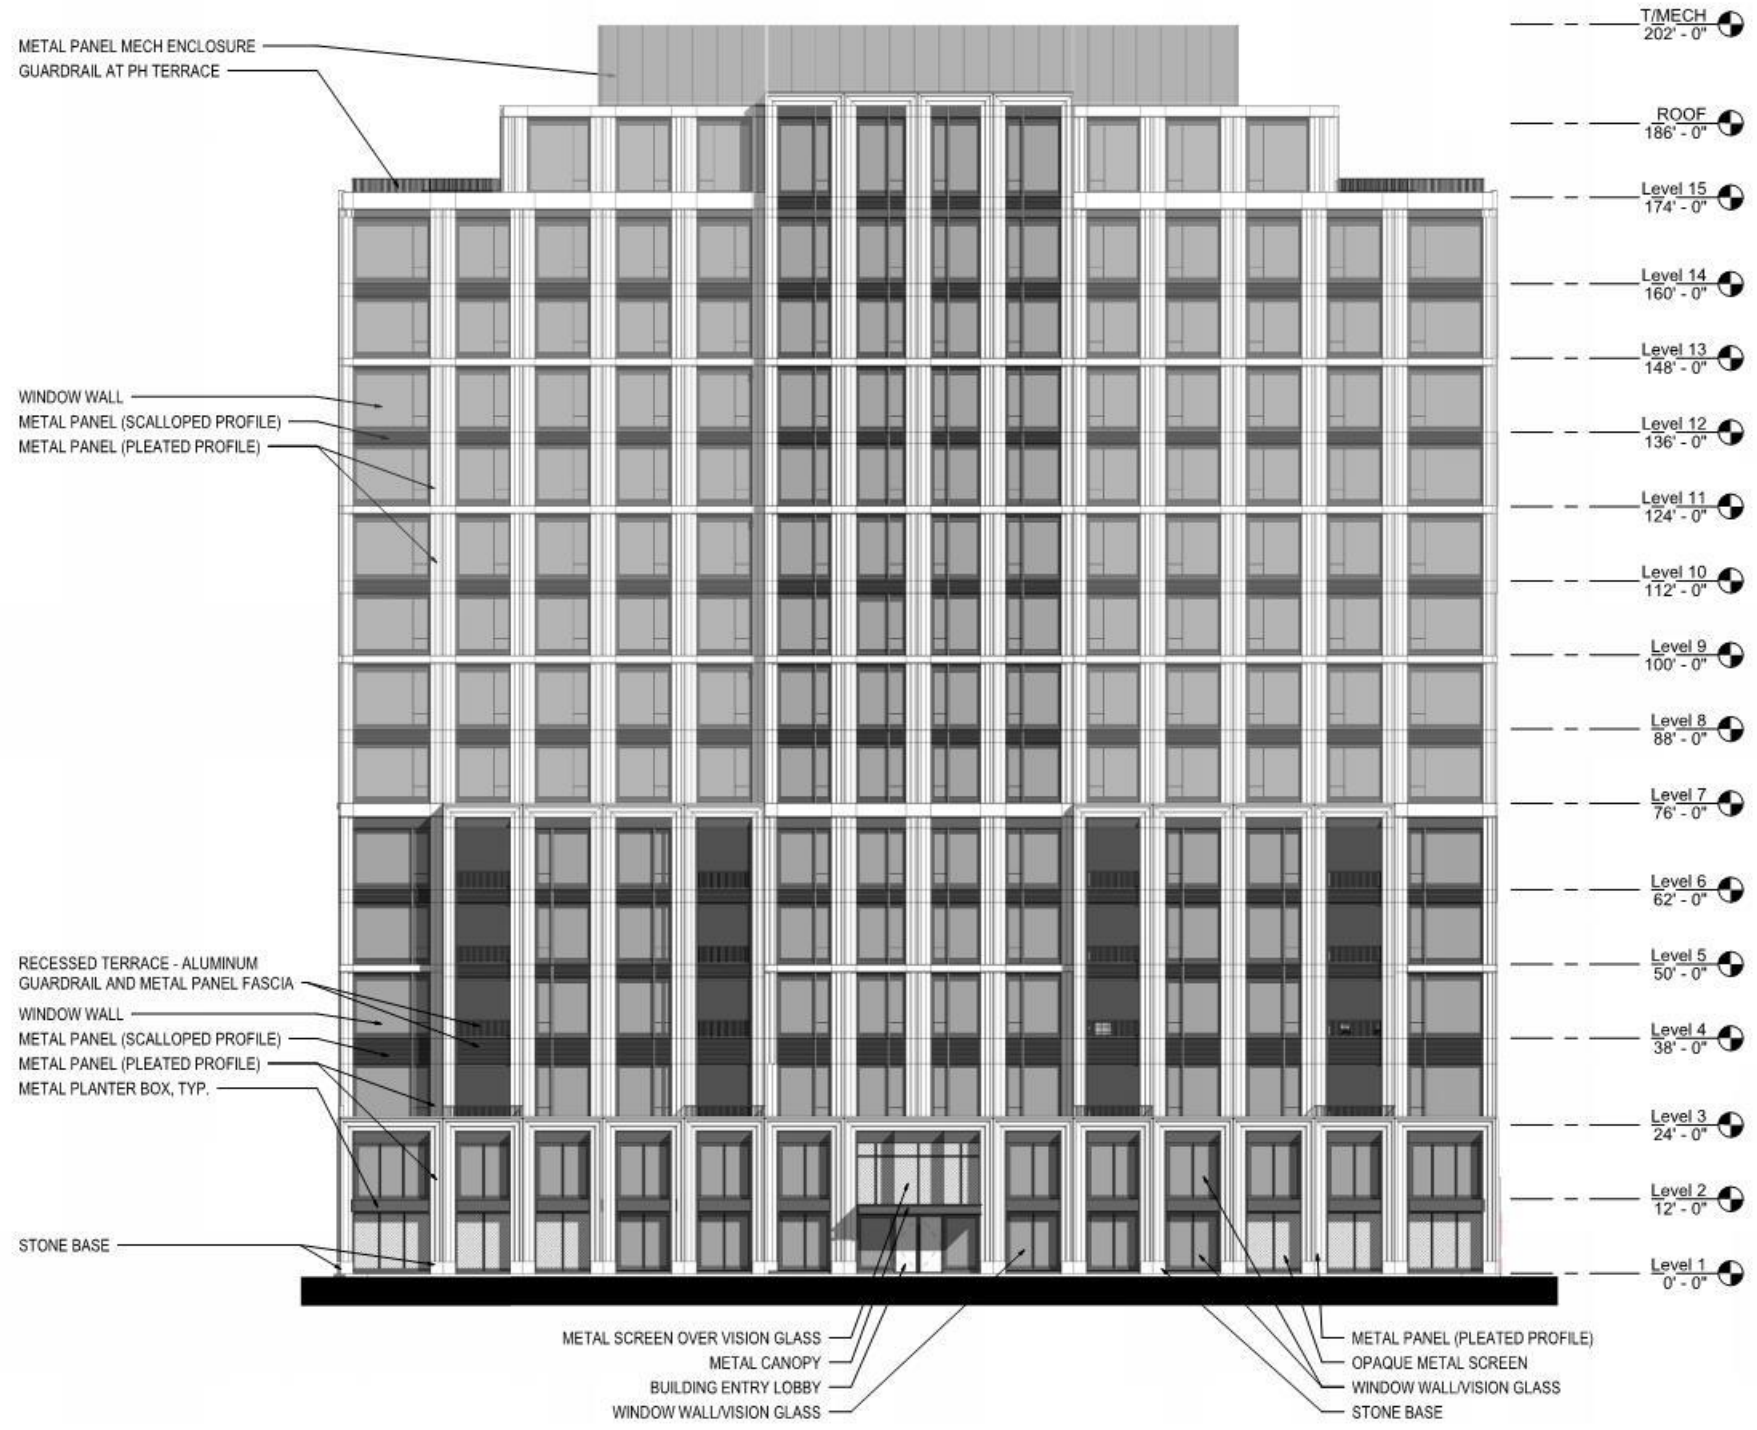 T/MECH
202' - 0"
METAL PANEL MECH ENCLOSURE
GUARDRAIL AT PH TERRACE
ROOF
186' - 0"
Level 15
174' - 0"
Level 14
160' - 0"
Level 13
148' - 0"
WINDOW WALL
METAL PANEL (SCALLOPED PROFILE)
METAL PANEL (PLEATED PROFILE)
Level 12
136' - 0"
Level 11
124' - 0"
Level 10
112' - 0"
Level 9
100' - 0"
Level 8
88' - 0"
Level 7
76' - 0"
Level 6
62' - 0"
Level 5
50' - 0"
RECESSED TERRACE - ALUMINUM
GUARDRAIL AND METAL PANEL FASCIA
WINDOW WALL
METAL PANEL (SCALLOPED PROFILE)
METAL PANEL (PLEATED PROFILE)
METAL PLANTER BOX, TYP.
Level 4
38' - 0"
Level 3
24' - 0"
Level 2
12' - 0"
STONE BASE
Level 1
0' - 0"
METAL SCREEN OVER VISION GLASS
METAL CANOPY
BUILDING ENTRY LOBBY
WINDOW WALL/VISION GLASS
METAL PANEL (PLEATED PROFILE)
OPAQUE METAL SCREEN
WINDOW WALL/VISION GLASS
STONE BASE